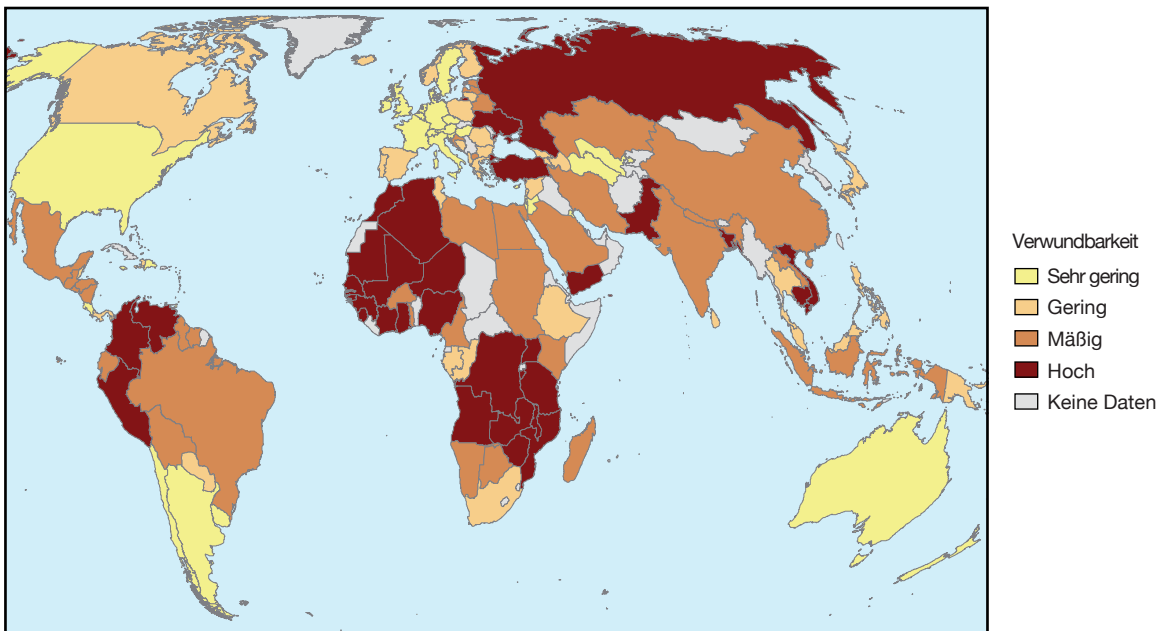 Verwundbarkeit
Sehr gering
Gering
Mäßig
Hoch
Keine Daten